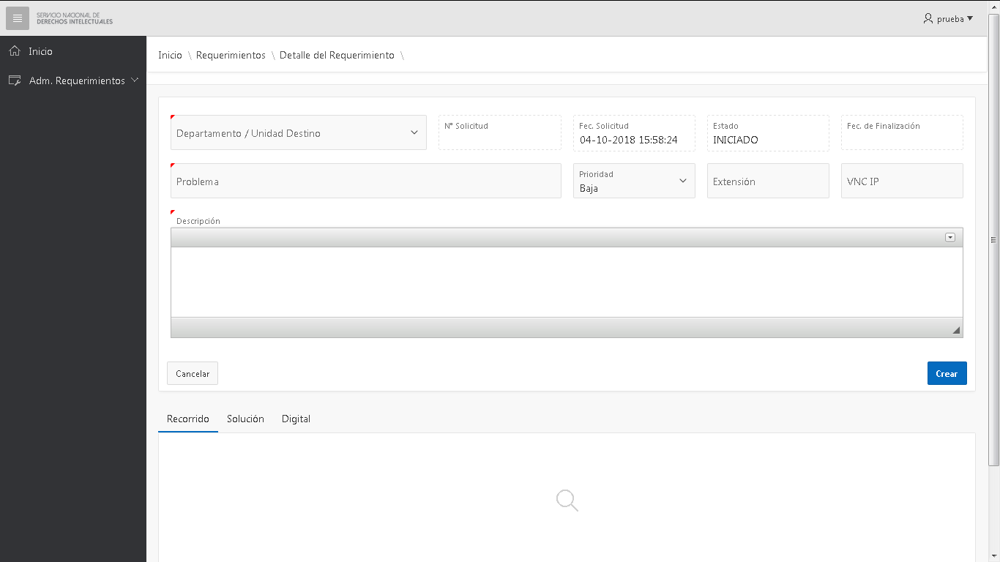 SERVICIO NACIONAL DE
DERECHOS INTELECTUALES
prueba
Inicio
Adm. Requerimientos
Inicio \ Requerimientos \ Detalle del Requerimiento \
Departamento / Unidad Destino
N° Solicitud
Fec. Solicitud
04-10-2018 15:58:24
Estado
INICIADO
Fec. de Finalización
Problema
Prioridad
Baja
Extensión
VNC IP
Descripción
Cancelar
Crear
Recorrido
Solución
Digital